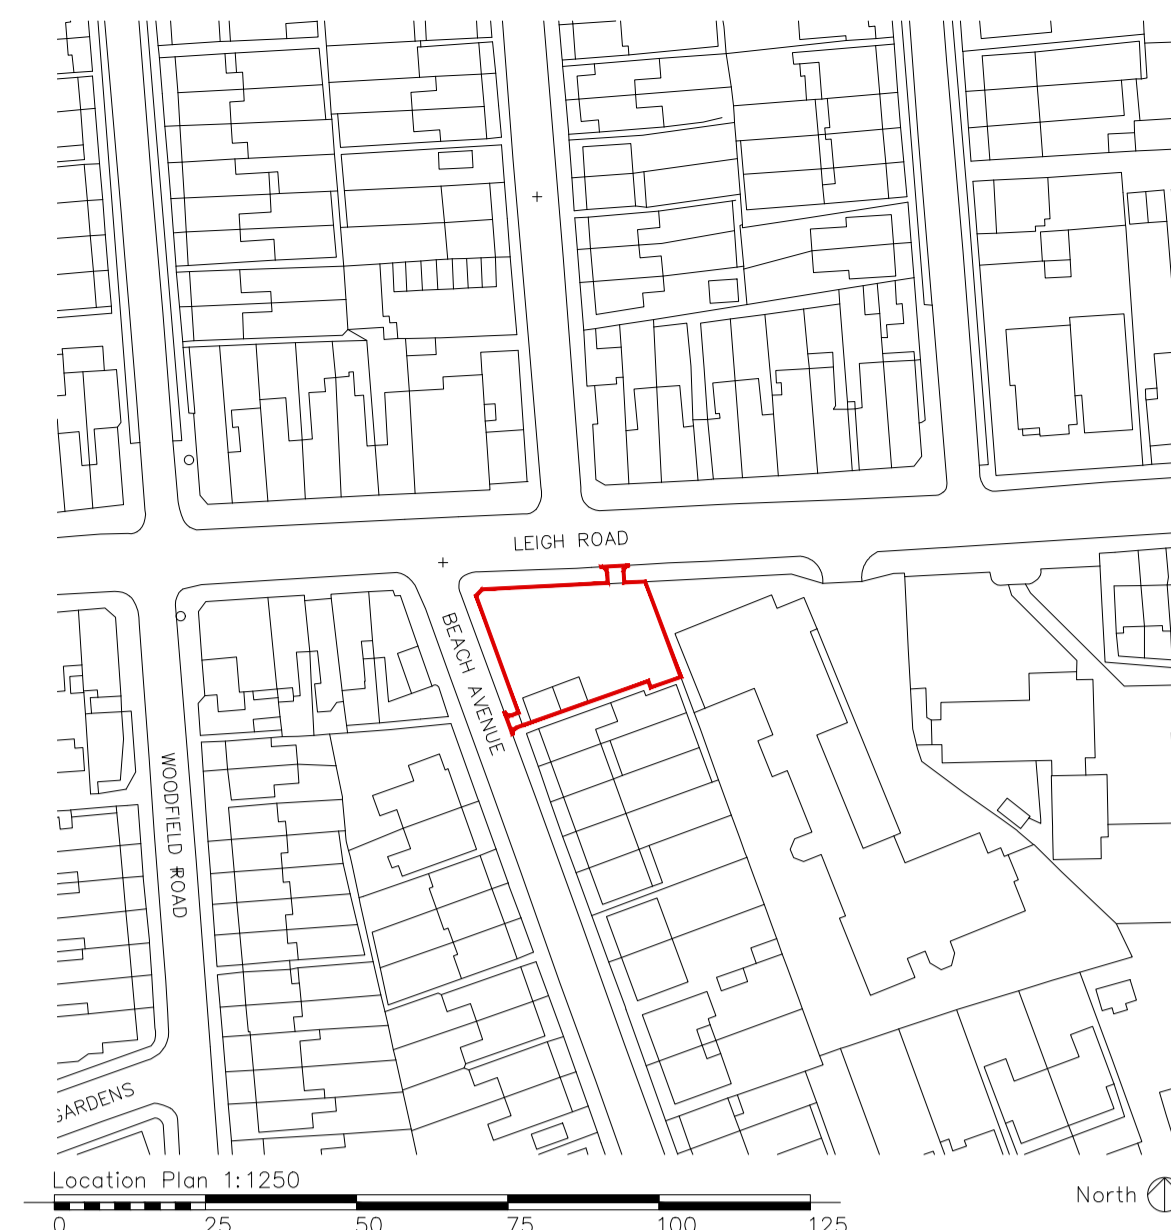 LEIGH ROAD
BEACH AVENUE
WOODFIELD ROAD
GARDENS
Location Plan 1:1250
0 25 50 75 100 125
North